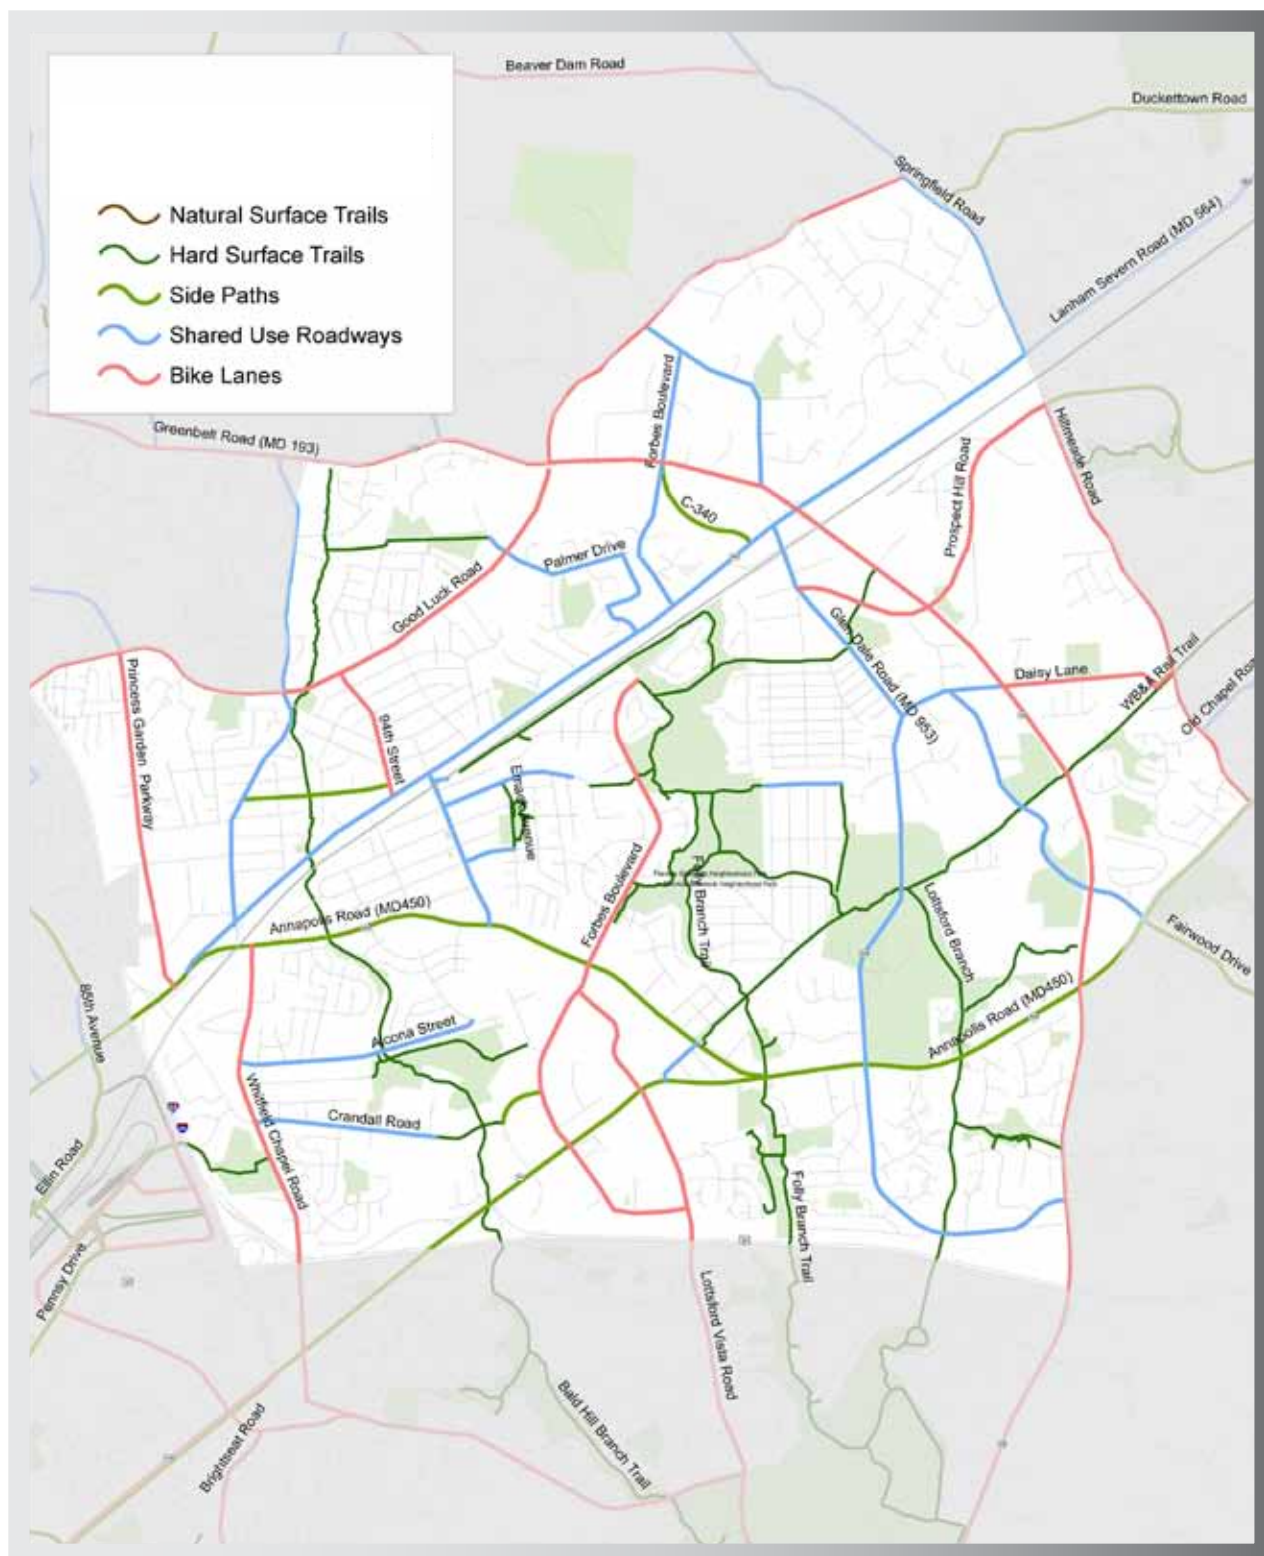 Beaver Dam Road
Duckettown Road
Springfield Road
Lanham Severn Road (MD 564)
Natural Surface Trails
Hard Surface Trails
Side Paths
Shared Use Roadways
Bike Lanes
Greenbelt Road (MD 193)
Forbes Boulevard
Hillmeade Road
Prospect Hill Road
C-340
Palmer Drive
Good Luck Road
Glenn Dale Road (MD 953)
Daisy Lane
WB&A Rail Trail
Old Chapel Roa
Princess Garden Parkway
94th Street
Forbes Boulevard
Folly Branch Trail
Lottsford Branch
Annapolis Road (MD450)
Fairwood Drive
85th Avenue
Alcona Street
Annapolis Road (MD450)
Whitfield Chapel Road
Crandall Road
Ellin Road
Folly Branch Trail
Pennsy Drive
Lottsford Vista Road
Bald Hill Branch Trail
Brightseat Road